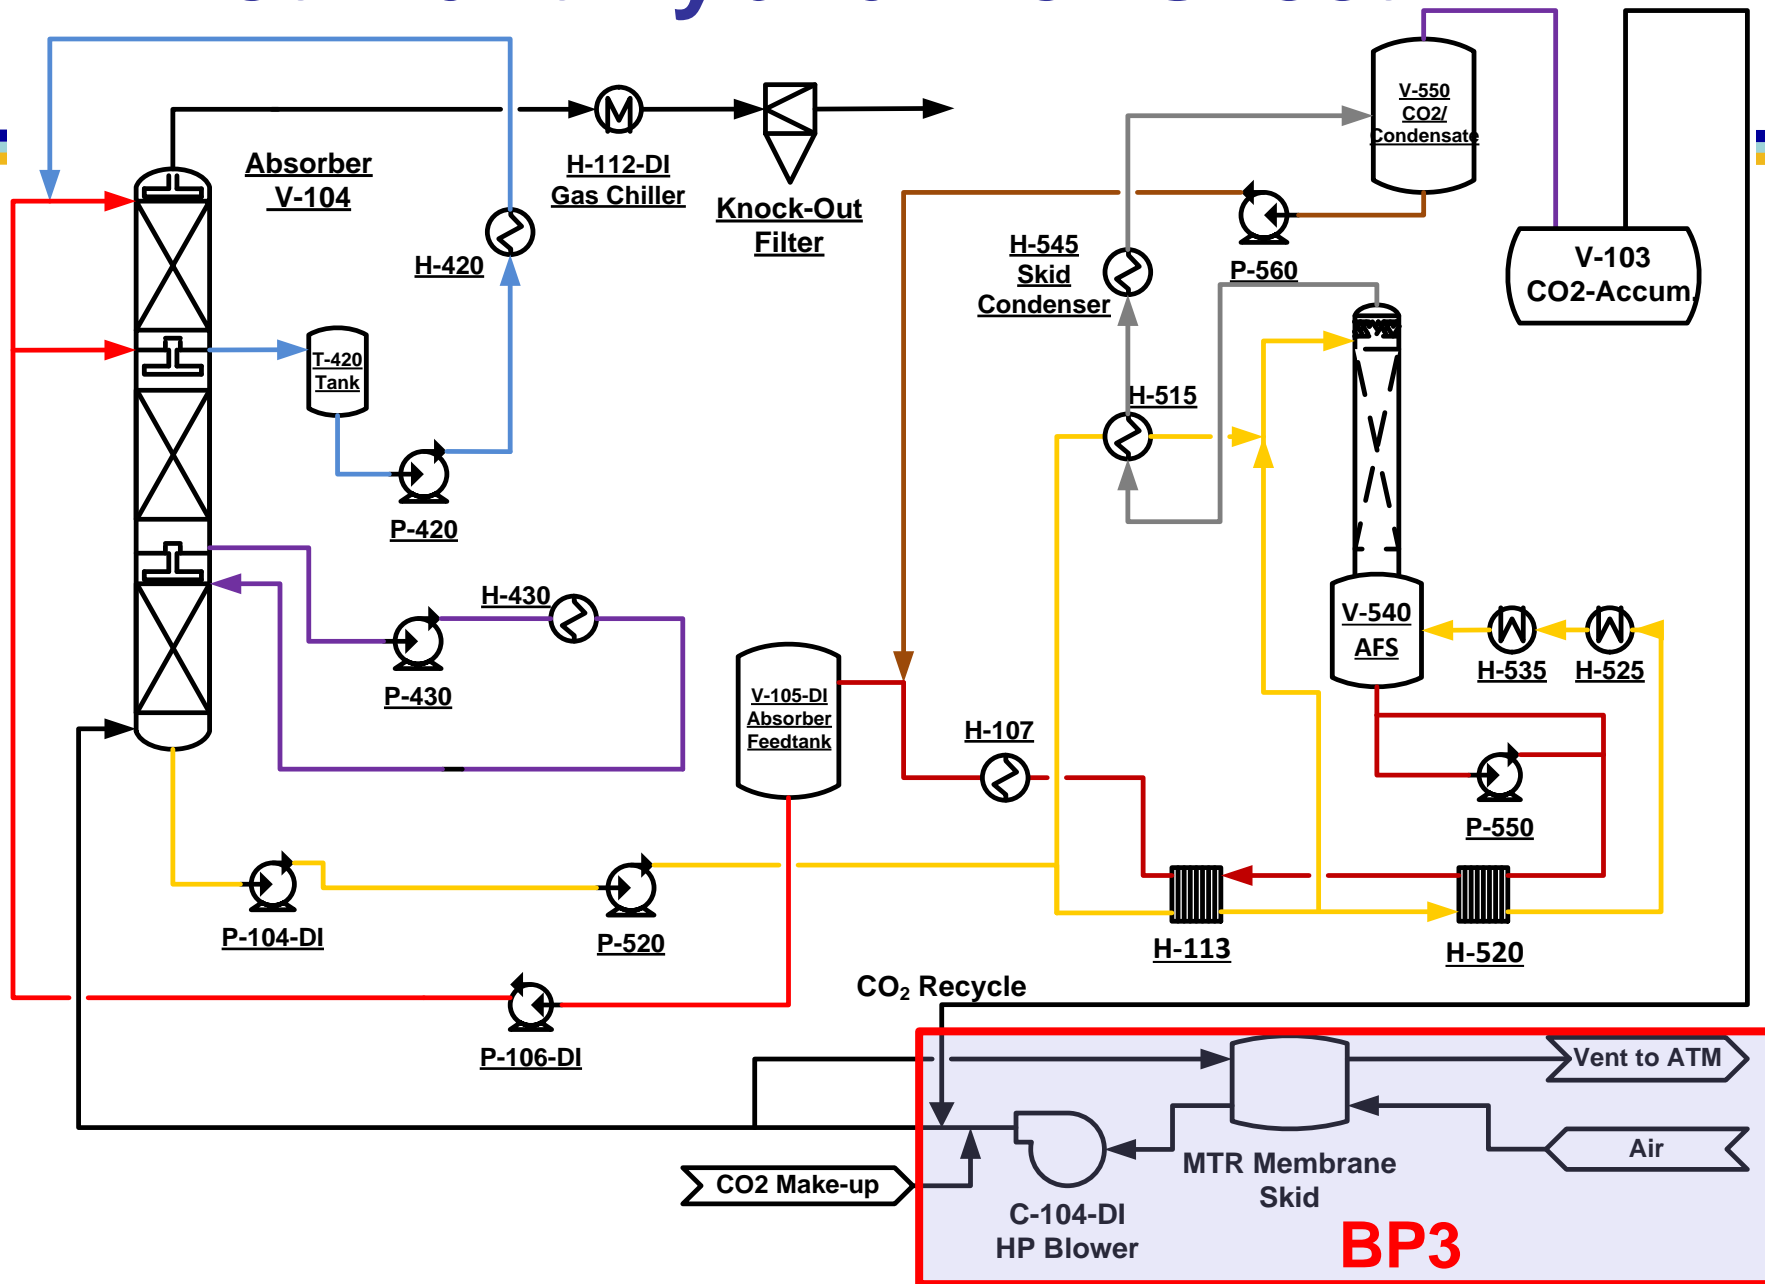 Absorber
V-104
H-112-DI
Gas Chiller
Knock-Out
Filter
H-420
T-420
Tank
P-420
H-430
P-430
V-550
CO2/
Condensate
H-545
Skid
Condenser
P-560
V-103
CO2-Accum.
H-515
V-540
AFS
H-535
H-525
V-105-DI
Absorber
Feedtank
H-107
P-550
P-104-DI
P-520
H-113
H-520
P-106-DI
CO₂ Recycle
Vent to ATM
Air
MTR Membrane
Skid
CO2 Make-up
C-104-DI
HP Blower
BP3